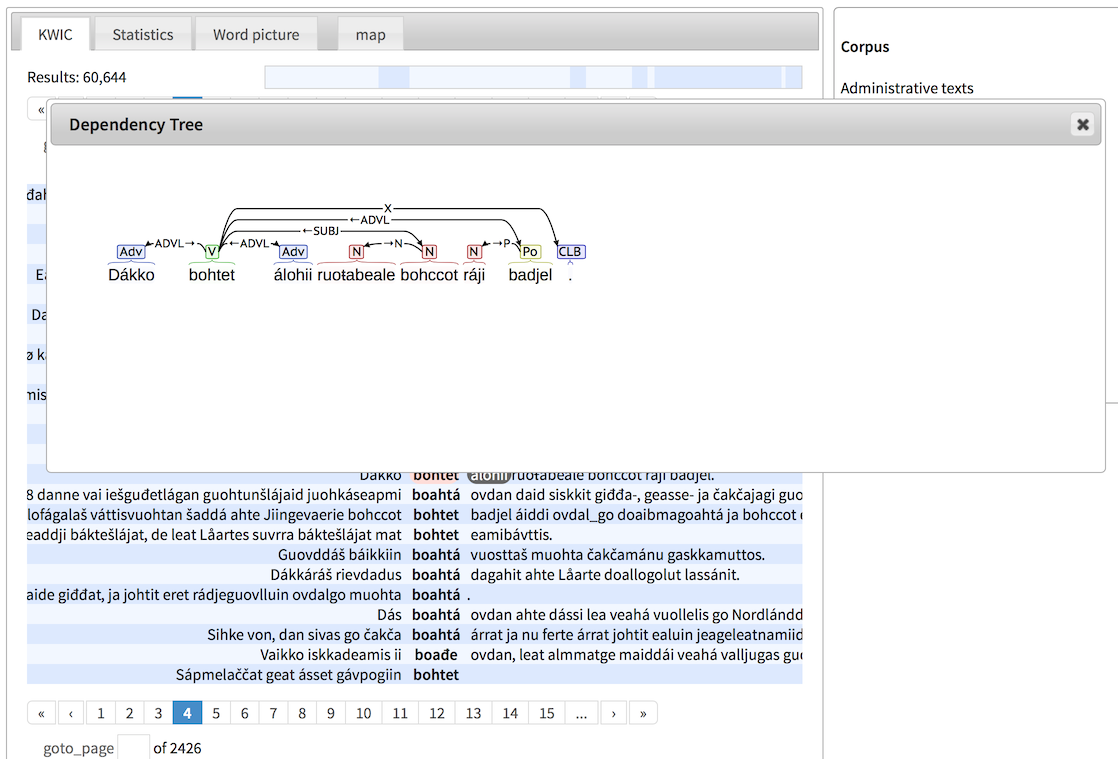 KWIC Statistics Word picture map
Corpus
Results: 60,644
Administrative texts
«
Dependency Tree
X
←ADVL
←SUBJ
ADVL→ ←ADVL →N →P
Adv V Adv N N N Po CLB
Dákko bohtet álohii ruoŧabeale bohccot ráji badjel .
Dákko bohtet álohii ruoŧabeale bohccot ráji badjel.
8 danne vai iešguđetlágan guohtunšlájaid juohkáseapmi boahtá ovdan daid siskkit giđđa-, geasse- ja čakčajagi guo
lofágalaš váttisvuohtan šaddá ahte Jiingevaerie bohccot bohtet badjel áiddi ovdal_go doaibmagoahtá ja bohccot
eaddji báktešlájat, de leat Låartes suvrra báktešlájat mat bohtet eamibávttis.
Guovddáš báikkiin boahtá vuosttaš muohta čakčamánu gaskkamuttos.
Dákkáráš rievdadus boahtá dagahit ahte Låarte doallogolut lassánit.
aide giđđat, ja johtit eret rádjeguovlluin ovdalgo muohta boahtá .
Dás boahtá ovdan ahte dássi lea veahá vuollelis go Nordlándd
Sihke von, dan sivas go čakča boahtá árrat ja nu ferte árrat johtit ealuin jeageleatnamiid
Vaikko iskkadeamis ii boađe ovdan, leat almmatge maiddái veahá valljugas guo
Sápmelaččat geat ásset gávpogiin bohtet
« ‹ 1 2 3 4 5 6 7 8 9 10 11 12 13 14 15 ... › »
goto_page of 2426